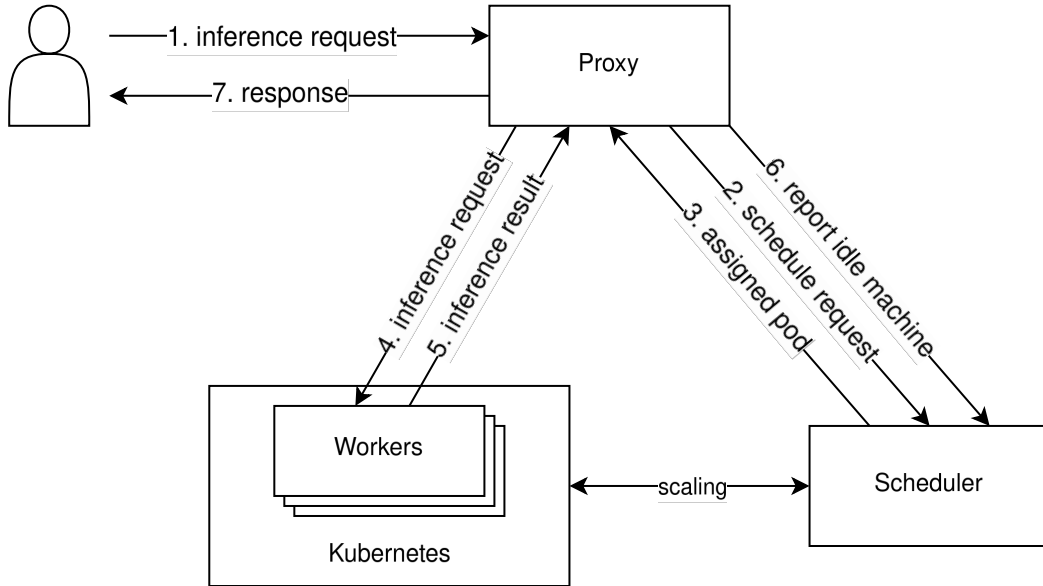 1. inference request
Proxy
7. response
4. inference request
5. inference result
3. assigned pod
2. schedule request
6. report idle machine
Workers
Kubernetes
scaling
Scheduler